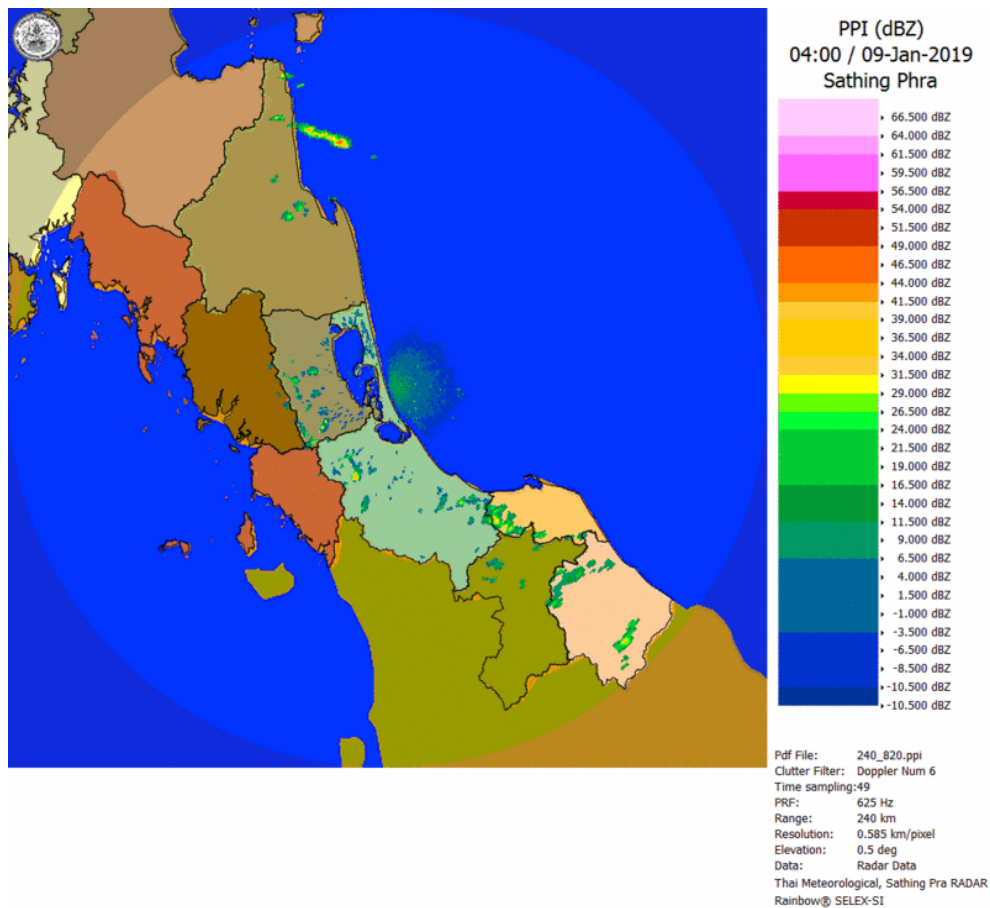 PPI (dBZ)
04:00 / 09-Jan-2019
Sathing Phra
66.500 dBZ
64.000 dBZ
61.500 dBZ
59.500 dBZ
56.500 dBZ
54.000 dBZ
51.500 dBZ
49.000 dBZ
46.500 dBZ
44.000 dBZ
41.500 dBZ
39.000 dBZ
36.500 dBZ
34.000 dBZ
31.500 dBZ
29.000 dBZ
26.500 dBZ
24.000 dBZ
21.500 dBZ
19.000 dBZ
16.500 dBZ
14.000 dBZ
11.500 dBZ
9.000 dBZ
6.500 dBZ
4.000 dBZ
1.500 dBZ
-1.000 dBZ
-3.500 dBZ
-6.500 dBZ
-8.500 dBZ
-10.500 dBZ
-10.500 dBZ
Pdf File: 240_820.ppi
Clutter Filter: Doppler Num 6
Time sampling:49
PRF: 625 Hz
Range: 240 km
Resolution: 0.585 km/pixel
Elevation: 0.5 deg
Data: Radar Data
Thai Meteorological, Sathing Pra RADAR
Rainbow® SELEX-SI